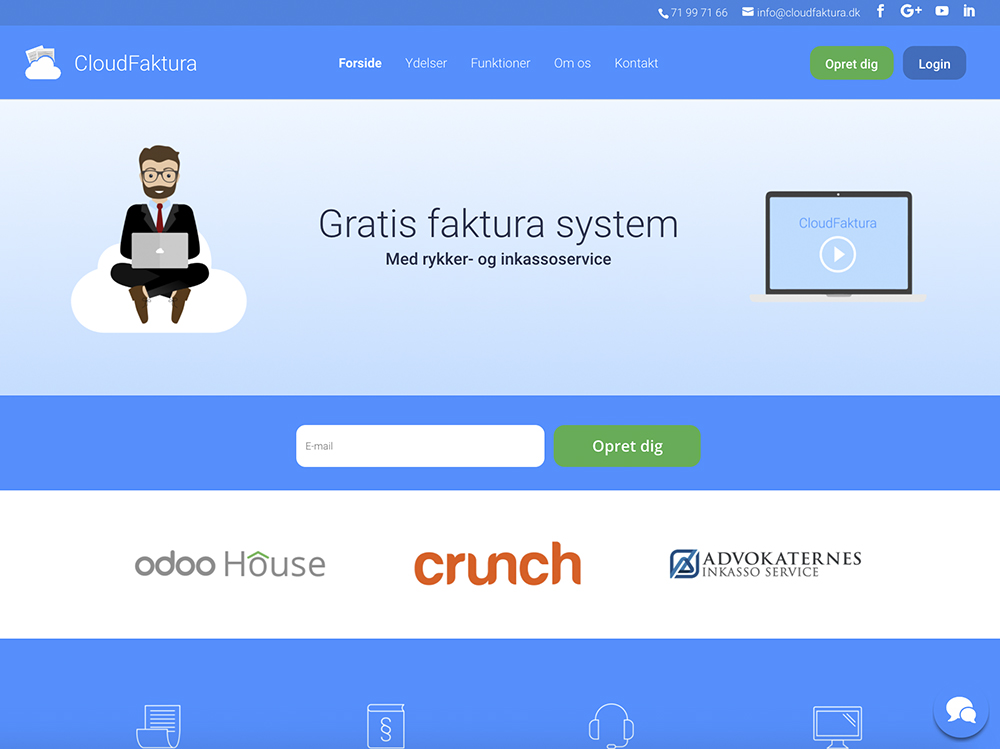 71 99 71 66 info@cloudfaktura.dk
CloudFaktura Forside Ydelser Funktioner Om os Kontakt Opret dig Login
Gratis faktura system
Med rykker- og inkassoservice
CloudFaktura
E-mail Opret dig
odoo House crunch ADVOKATERNES
INKASSO SERVICE
§